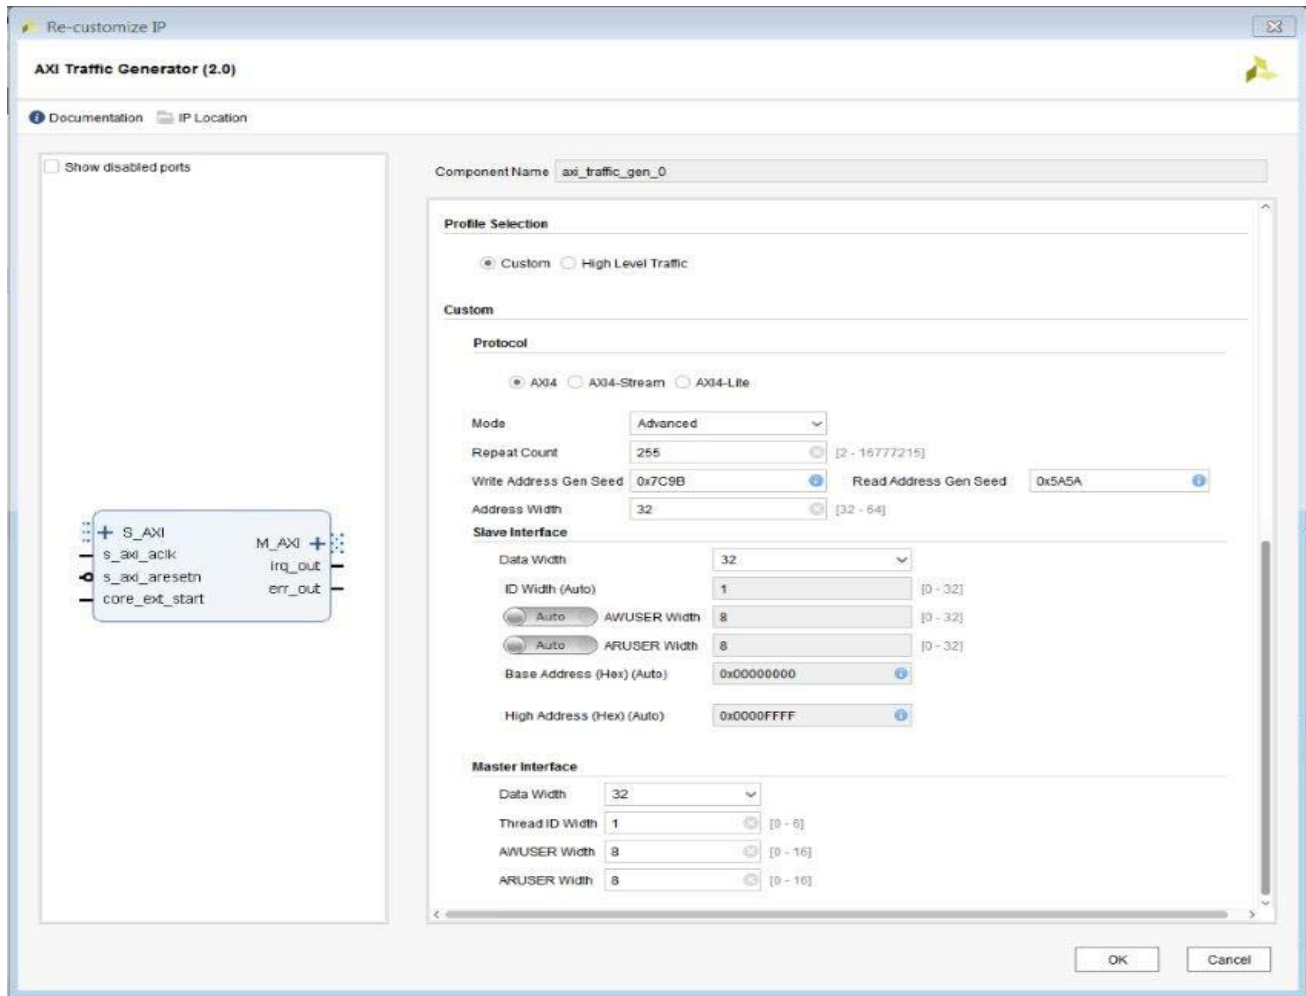 Re-customize IP
AXI Traffic Generator (2.0)
Documentation IP Location
Show disabled ports
S_AXI
s_axi_aclk
s_axi_aresetn
core_ext_start
M_AXI
irq_out
err_out
Component Name axi_traffic_gen_0
Profile Selection
Custom High Level Traffic
Custom
Protocol
AXI4 AXI4-Stream AXI4-Lite
Mode Advanced
Repeat Count 255 [2 - 16777215]
Write Address Gen Seed 0x7C9B Read Address Gen Seed 0x5A5A
Address Width 32 [32 - 64]
Slave Interface
Data Width 32
ID Width (Auto) 1 [0 - 32]
Auto AWUSER Width 8 [0 - 32]
Auto ARUSER Width 8 [0 - 32]
Base Address (Hex) (Auto) 0x00000000
High Address (Hex) (Auto) 0x0000FFFF
Master Interface
Data Width 32
Thread ID Width 1 [0 - 6]
AWUSER Width 8 [0 - 16]
ARUSER Width 8 [0 - 16]
OK Cancel